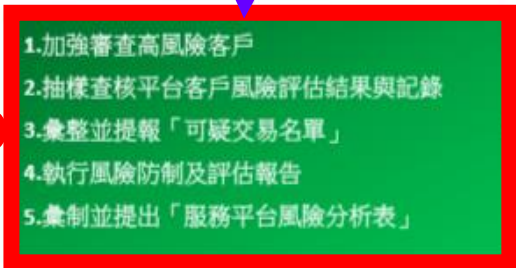 1.加強審查高風險客戶
2.抽樣查核平台客戶風險評估結果與記錄
3.彙整並提報「可疑交易名單」
4.執行風險防制及評估報告
5.彙制並提出「服務平台風險分析表」